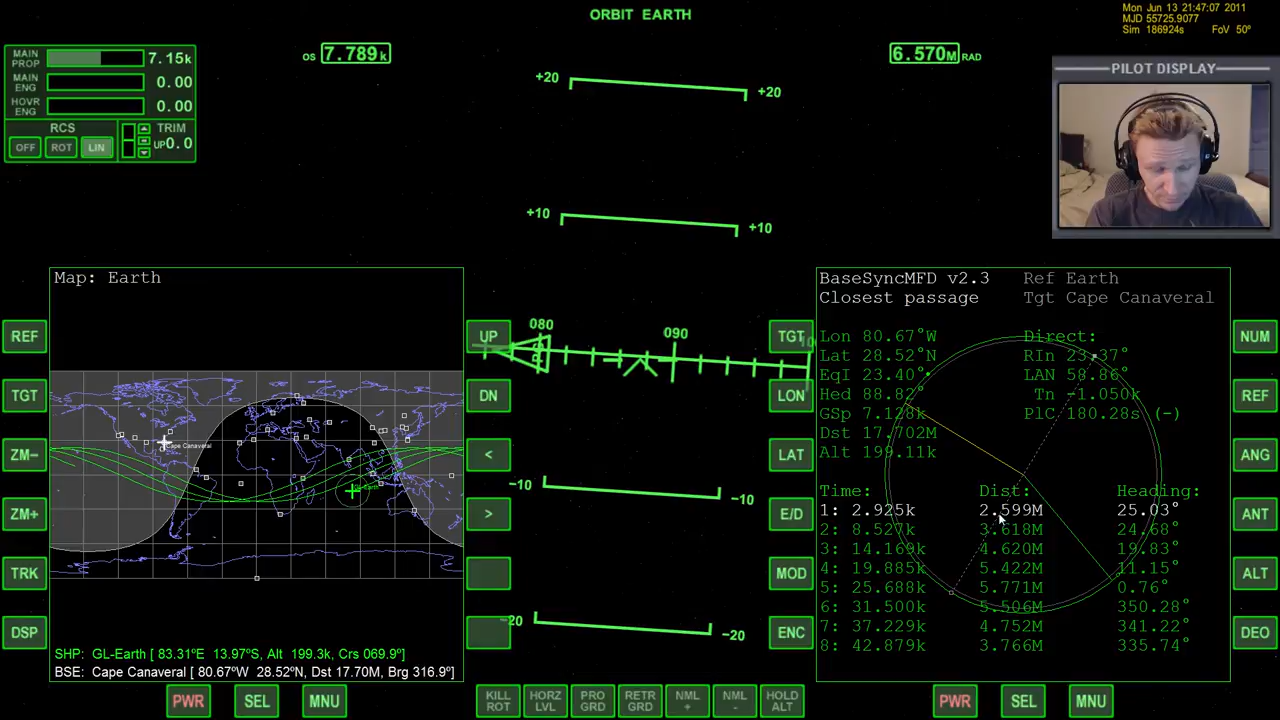 ORBIT EARTH
Mon Jun 13 21:47:07 2011
MJD 55725.9077
Sim 186924s FoV 50°
MAIN PROP 7.15k
MAIN ENG 0.00
HOVR ENG 0.00
RCS TRIM
OFF ROT LIN UP0.0
OS 7.789k
6.570M RAD
PILOT DISPLAY
+20 +20
+10 +10
080 090
-10 -10
-20 -20
Map: Earth
REF
TGT
ZM-
ZM+
TRK
DSP
UP
DN
<
>
Cape Canaveral
GL-Earth
SHP: GL-Earth [ 83.31°E 13.97°S, Alt 199.3k, Crs 069.9°]
BSE: Cape Canaveral [ 80.67°W 28.52°N, Dst 17.70M, Brg 316.9°]
PWR SEL MNU
KILL ROT
HORZ LVL
PRO GRD
RETR GRD
NML +
NML -
HOLD ALT
TGT
LON
LAT
E/D
MOD
ENC
BaseSyncMFD v2.3 Ref Earth
Closest passage Tgt Cape Canaveral
Lon 80.67°W Direct:
Lat 28.52°N RIn 23.37°
EqI 23.40° LAN 58.86°
Hed 88.82° Tn -1.050k
GSp 7.128k PlC 180.28s (-)
Dst 17.702M
Alt 199.11k
Time: Dist: Heading:
1: 2.925k 2.599M 25.03°
2: 8.527k 3.618M 24.68°
3: 14.169k 4.620M 19.83°
4: 19.885k 5.422M 11.15°
5: 25.688k 5.771M 0.76°
6: 31.500k 5.506M 350.28°
7: 37.229k 4.752M 341.22°
8: 42.879k 3.766M 335.74°
NUM
REF
ANG
ANT
ALT
DEO
PWR SEL MNU